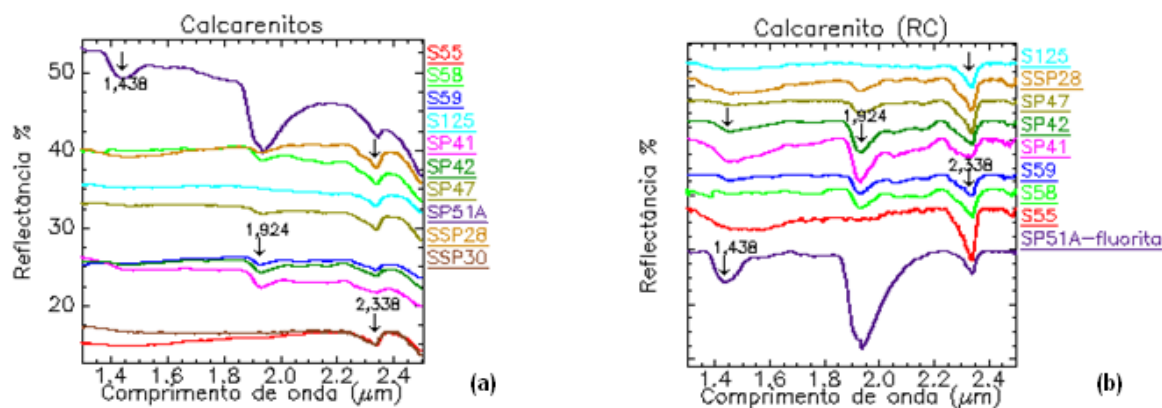 Calcarenitos
Reflectância %
50
40
30
20
1,438
1,924
2,338
1.4 1.6 1.8 2.0 2.2 2.4
Comprimento de onda (μm)
S55
S58
S59
S125
SP41
SP42
SP47
SP51A
SSP28
SSP30
(a)
Calcarenito (RC)
Reflectância %
1,924
2,338
1,438
1.4 1.6 1.8 2.0 2.2 2.4
Comprimento de onda (μm)
S125
SSP28
SP47
SP42
SP41
S59
S58
S55
SP51A-fluorita
(b)